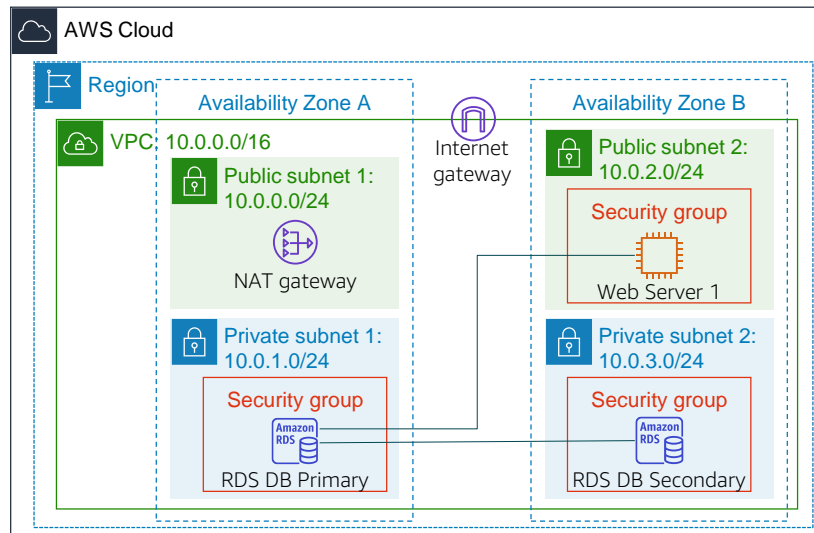 AWS Cloud
Region
Availability Zone A
Availability Zone B
VPC: 10.0.0.0/16
Internet
gateway
Public subnet 1:
10.0.0.0/24
NAT gateway
Public subnet 2:
10.0.2.0/24
Security group
Web Server 1
Private subnet 1:
10.0.1.0/24
Security group
Amazon
RDS
RDS DB Primary
Private subnet 2:
10.0.3.0/24
Security group
Amazon
RDS
RDS DB Secondary